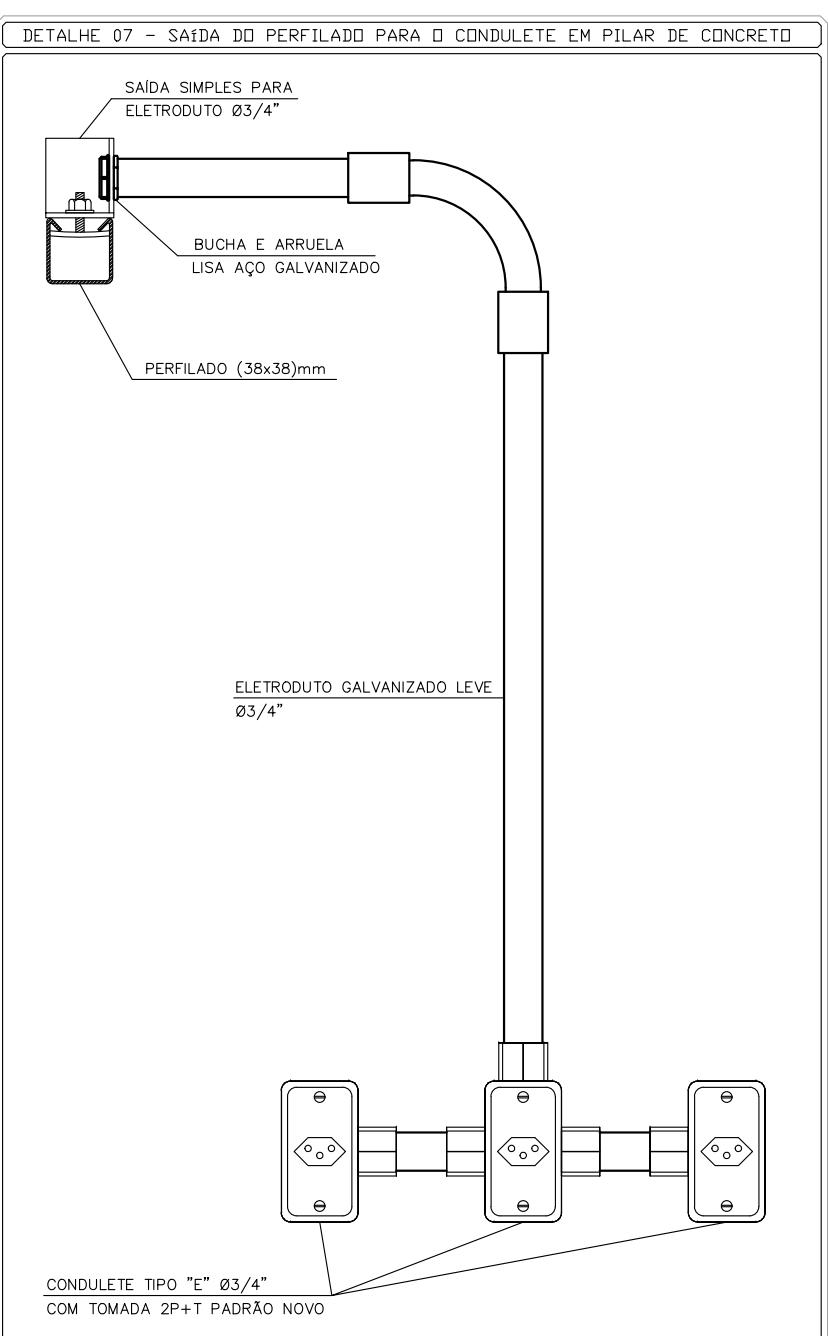 DETALHE 07 - SAÍDA DO PERFILADO PARA O CONDULETE EM PILAR DE CONCRETO
SAÍDA SIMPLES PARA
ELETRODUTO Ø3/4"
BUCHA E ARRUELA
LISA AÇO GALVANIZADO
PERFILADO (38x38)mm
ELETRODUTO GALVANIZADO LEVE
Ø3/4"
CONDULETE TIPO "E" Ø3/4"
COM TOMADA 2P+T PADRÃO NOVO